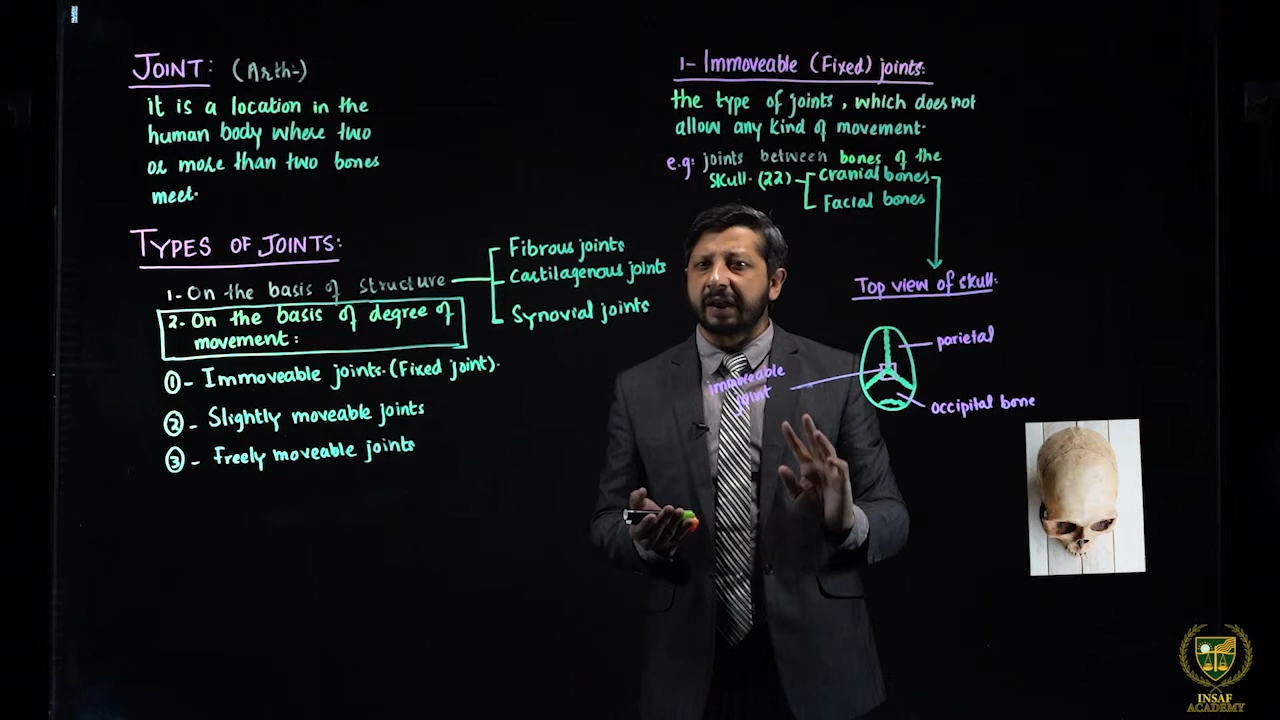 JOINT: (Arth-)
it is a location in the
human body where two
or more than two bones
meet.
TYPES OF JOINTS:
1- On the basis of structure
Fibrous joints
Cartilagenous joints
Synovial joints
2- On the basis of degree of
movement:
① - Immoveable joints. (Fixed joint).
② - Slightly moveable joints
③ - Freely moveable joints
1- Immoveable (Fixed) joints:
the type of joints, which does not
allow any kind of movement.
e.g: joints between bones of the
skull. (22)
Cranial bones
Facial bones
Top view of skull:
parietal
immoveable
joint
occipital bone
INSAF
ACADEMY